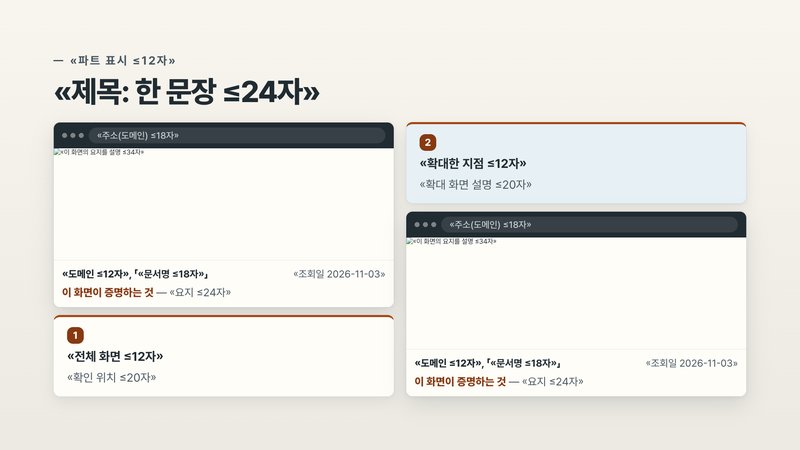 — «파트 표시 ≤12자»
«제목: 한 문장 ≤24자»
«주소(도메인) ≤18자»
«이 화면의 요지를 설명 ≤34자»
«도메인 ≤12자», 「«문서명 ≤18자»」
«조회일 2026-11-03»
이 화면이 증명하는 것 — «요지 ≤24자»
1
«전체 화면 ≤12자»
«확인 위치 ≤20자»
2
«확대한 지점 ≤12자»
«확대 화면 설명 ≤20자»
«주소(도메인) ≤18자»
«이 화면의 요지를 설명 ≤34자»
«도메인 ≤12자», 「«문서명 ≤18자»」
«조회일 2026-11-03»
이 화면이 증명하는 것 — «요지 ≤24자»